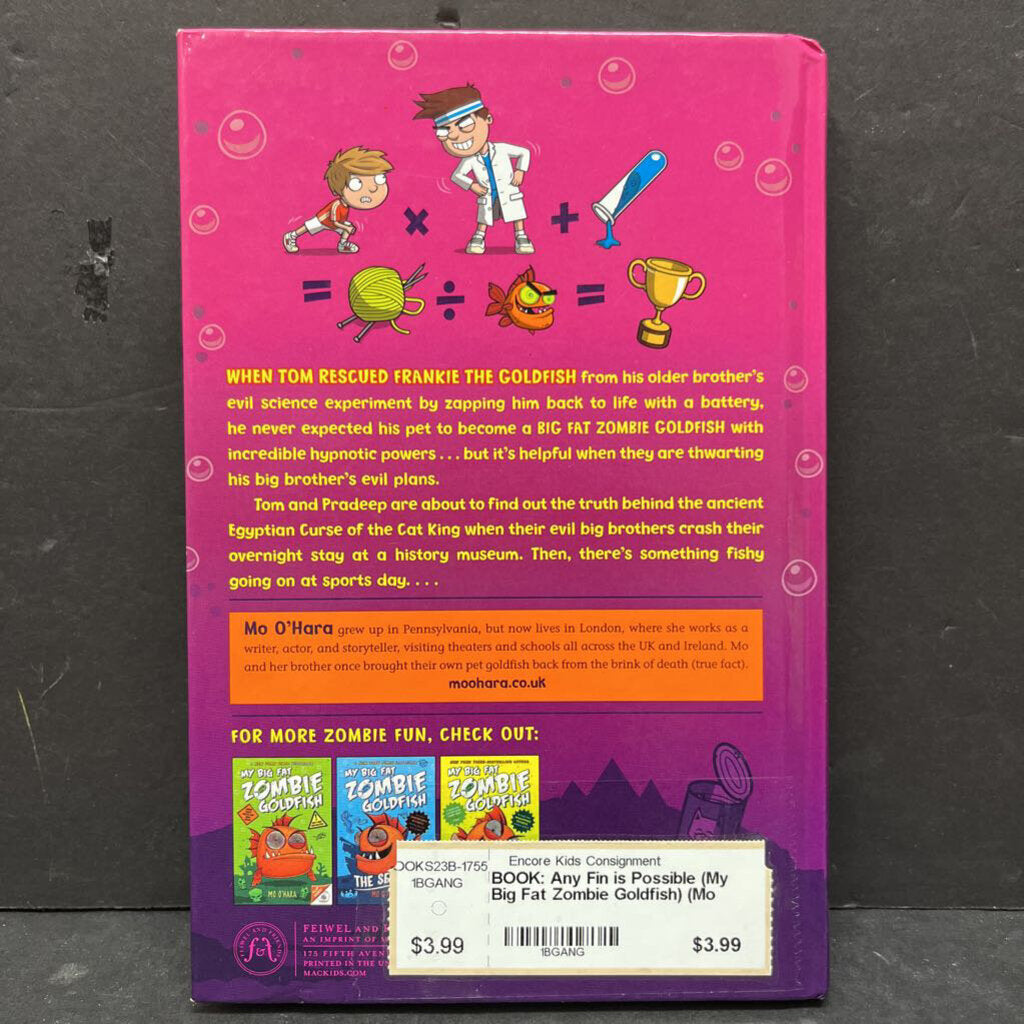 × +
= ÷ =
WHEN TOM RESCUED FRANKIE THE GOLDFISH from his older brother's
evil science experiment by zapping him back to life with a battery,
he never expected his pet to become a BIG FAT ZOMBIE GOLDFISH with
incredible hypnotic powers . . . but it's helpful when they are thwarting
his big brother's evil plans.
Tom and Pradeep are about to find out the truth behind the ancient
Egyptian Curse of the Cat King when their evil big brothers crash their
overnight stay at a history museum. Then, there's something fishy
going on at sports day. . . .
Mo O'Hara grew up in Pennsylvania, but now lives in London, where she works as a
writer, actor, and storyteller, visiting theaters and schools all across the UK and Ireland. Mo
and her brother once brought their own pet goldfish back from the brink of death (true fact).
moohara.co.uk
FOR MORE ZOMBIE FUN, CHECK OUT:
MY BIG FAT
ZOMBIE
GOLDFISH
MO O'HARA
MY BIG FAT
ZOMBIE
GOLDFISH
THE
MY BIG FAT
ZOMBIE
GOLDFISH
FEIWEL AND FRIENDS
f&f
FEIWEL AND
AN IMPRINT OF
175 FIFTH
PRINTED IN THE
MACKIDS.COM
OOKS23B-1755
1BGANG
$3.99
Encore Kids Consignment
BOOK: Any Fin is Possible (My
Big Fat Zombie Goldfish) (Mo
1BGANG
$3.99